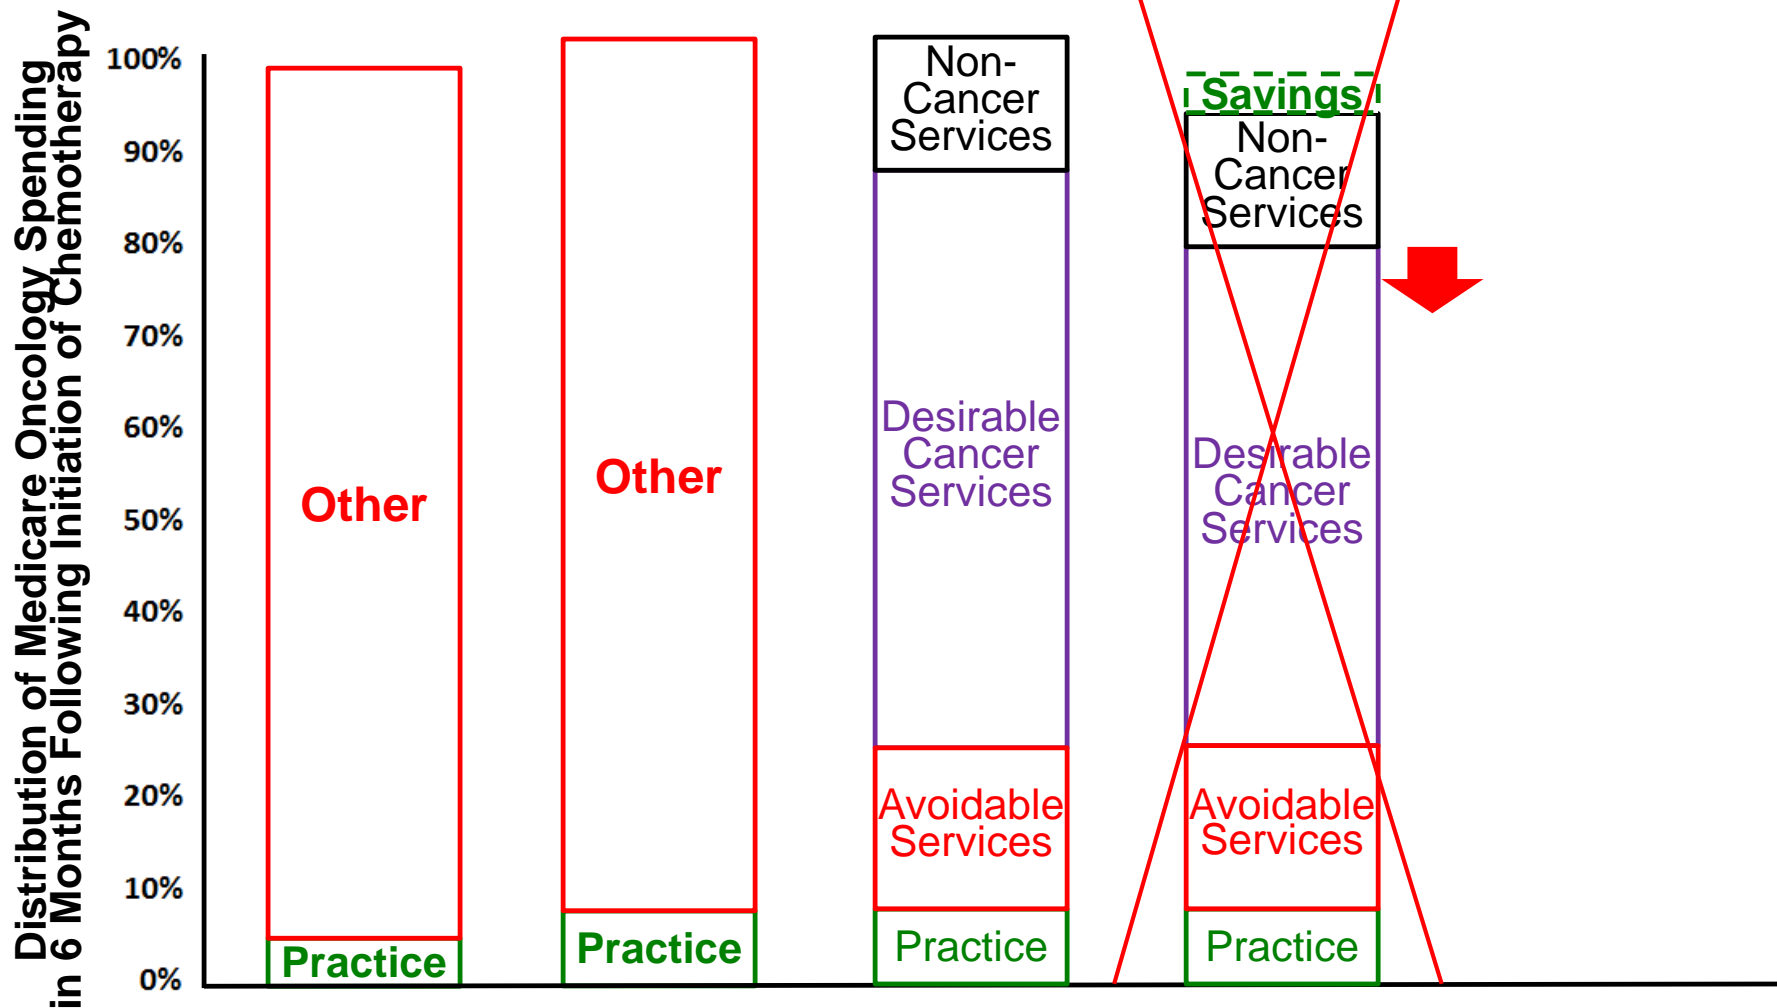 Distribution of Medicare Oncology Spending
in 6 Months Following Initiation of Chemotherapy
100%
90%
80%
70%
60%
50%
40%
30%
20%
10%
0%
Other
Practice
Other
Practice
Non-
Cancer
Services
Desirable
Cancer
Services
Avoidable
Services
Practice
Savings
Non-
Cancer
Services
Desirable
Cancer
Services
Avoidable
Services
Practice